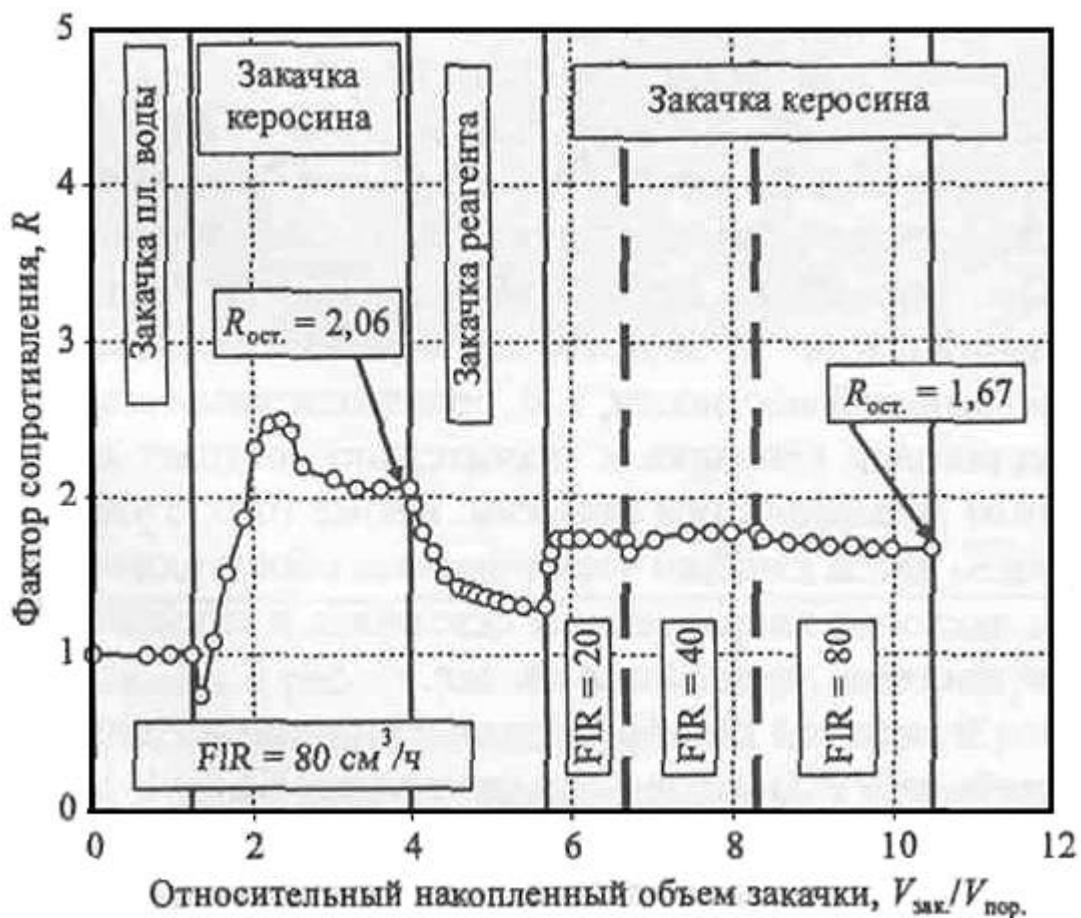 Фактор сопротивления, R
5
4
3
2
1
0
Закачка пл. воды
Закачка
керосина
Закачка реагента
Закачка керосина
R ост. = 2,06
R ост. = 1,67
FIR = 80 см³/ч
FIR = 20
FIR = 40
FIR = 80
0 2 4 6 8 10 12
Относительный накопленный объем закачки, V зак./V пор.